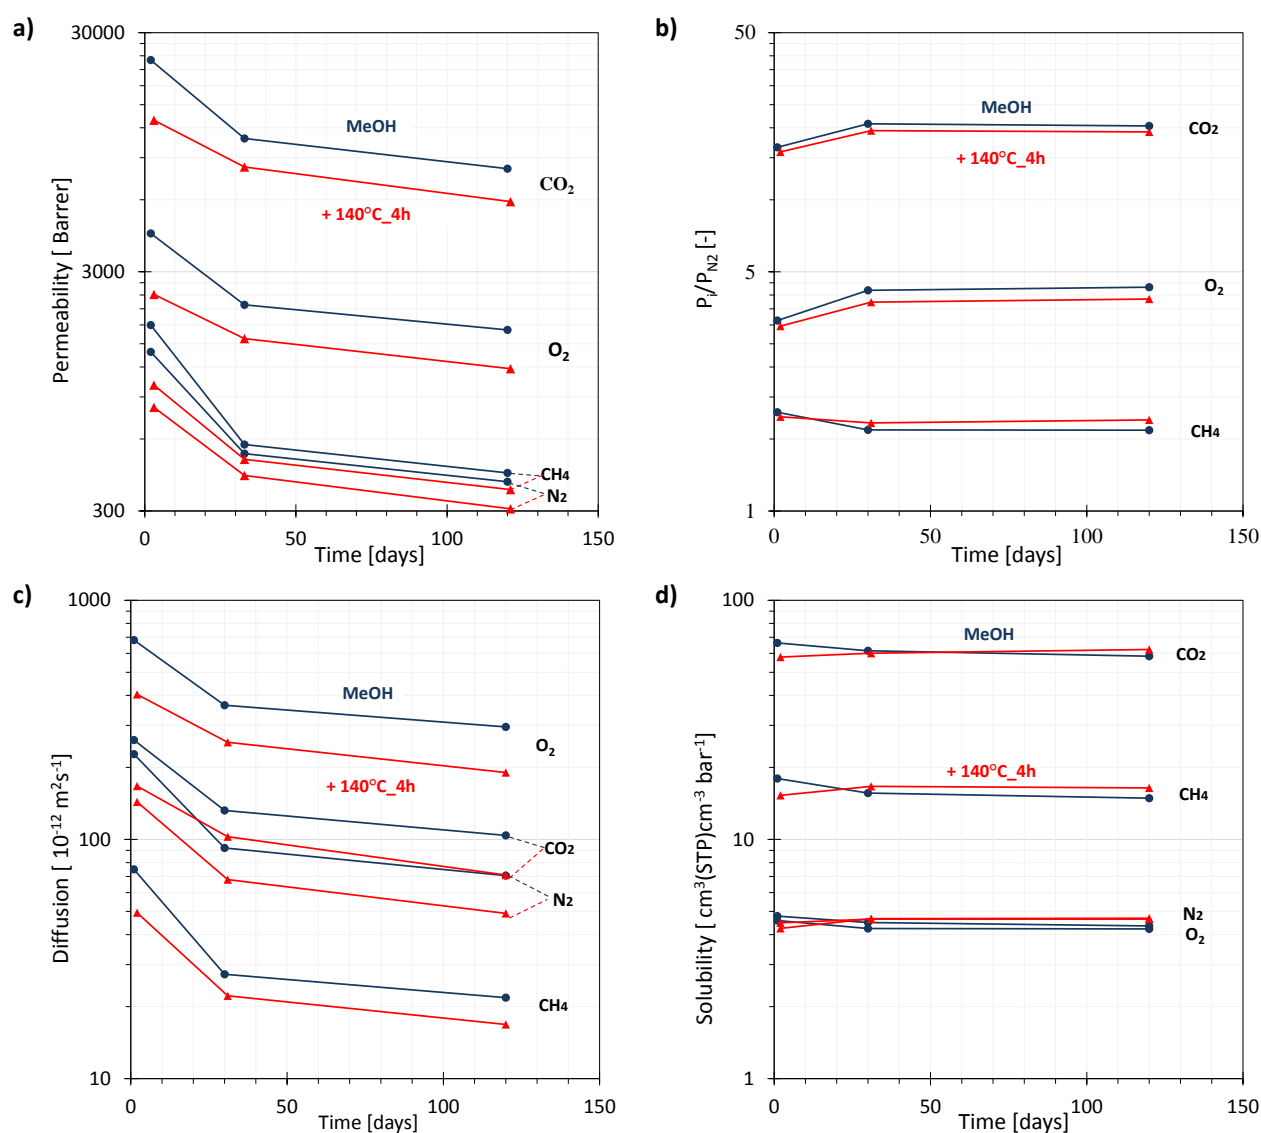 a)
30000
3000
300
0
50
100
150
Permeability [ Barrer]
Time [days]
MeOH
+ 140°C_4h
CO2
O2
CH4
N2
b)
50
5
1
0
50
100
150
Pi/PN2 [-]
Time [days]
MeOH
+ 140°C_4h
CO2
O2
CH4
c)
1000
100
10
0
50
100
150
Diffusion [ 10-12 m2s-1]
Time [days]
MeOH
+ 140°C_4h
O2
CO2
N2
CH4
d)
100
10
1
0
50
100
150
Solubility [ cm3(STP)cm-3 bar-1]
Time [days]
MeOH
+ 140°C_4h
CO2
CH4
N2
O2